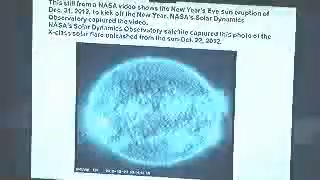 This still from a NASA video shows the New Year's Eve sun eruption of
Dec. 31, 2012, to kick off the New Year. NASA's Solar Dynamics
Observatory captured the video.
NASA's Solar Dynamics Observatory satellite captured this photo of the
X-class solar flare unleashed from the sun Oct. 22, 2012.